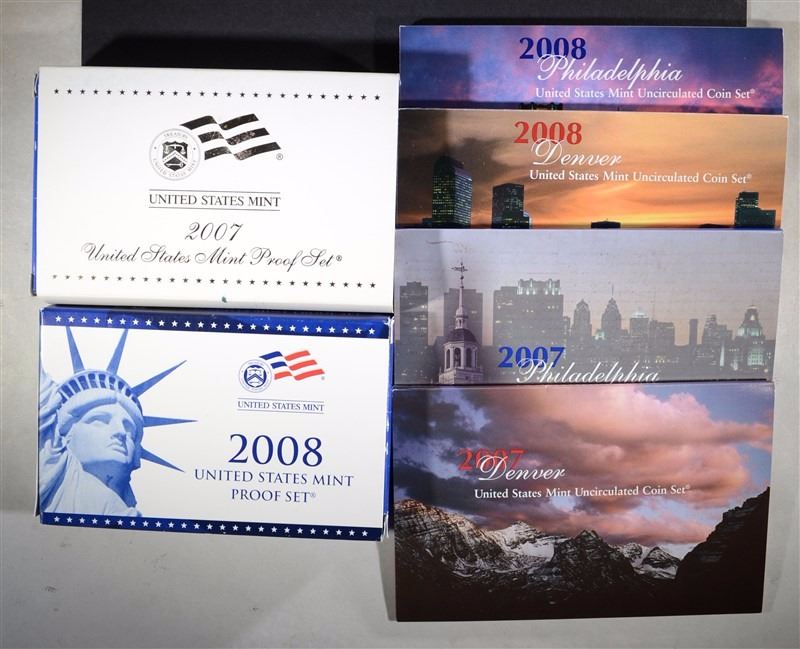 UNITED STATES MINT
2007
United States Mint Proof Set®
UNITED STATES MINT
2008
UNITED STATES MINT
PROOF SET®
2008
Philadelphia
United States Mint Uncirculated Coin Set®
2008
Denver
United States Mint Uncirculated Coin Set®
2007
Philadelphia
2007
Denver
United States Mint Uncirculated Coin Set®